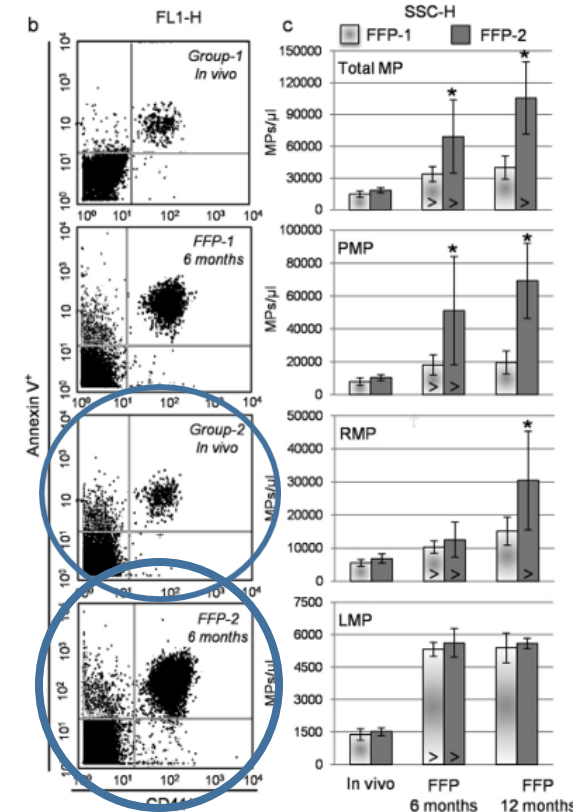 b
FL1-H
Group-1
In vivo
10⁴
10³
10
10¹
10⁰
10⁰ 10¹ 10² 10³ 10⁴
FFP-1
6 months
10⁴
10³
10
10¹
10⁰
10⁰ 10¹ 10² 10³ 10⁴
Group-2
In vivo
10³
10
10¹
10⁰
10² 10³
FFP-2
6 months
10³
10²
10¹
10¹ 10² 10³ 10⁴
Annexin V⁺
c
SSC-H
FFP-1 FFP-2
Total MP
MPs/µl
150000
120000
90000
60000
30000
0
*
*
> > >
PMP
MPs/µl
100000
80000
60000
40000
20000
0
*
*
> >
RMP
MPs/µl
50000
40000
30000
20000
10000
0
*
> > >
LMP
MPs/µl
7500
6000
4500
3000
1500
0
> >
In vivo FFP FFP
6 months 12 months